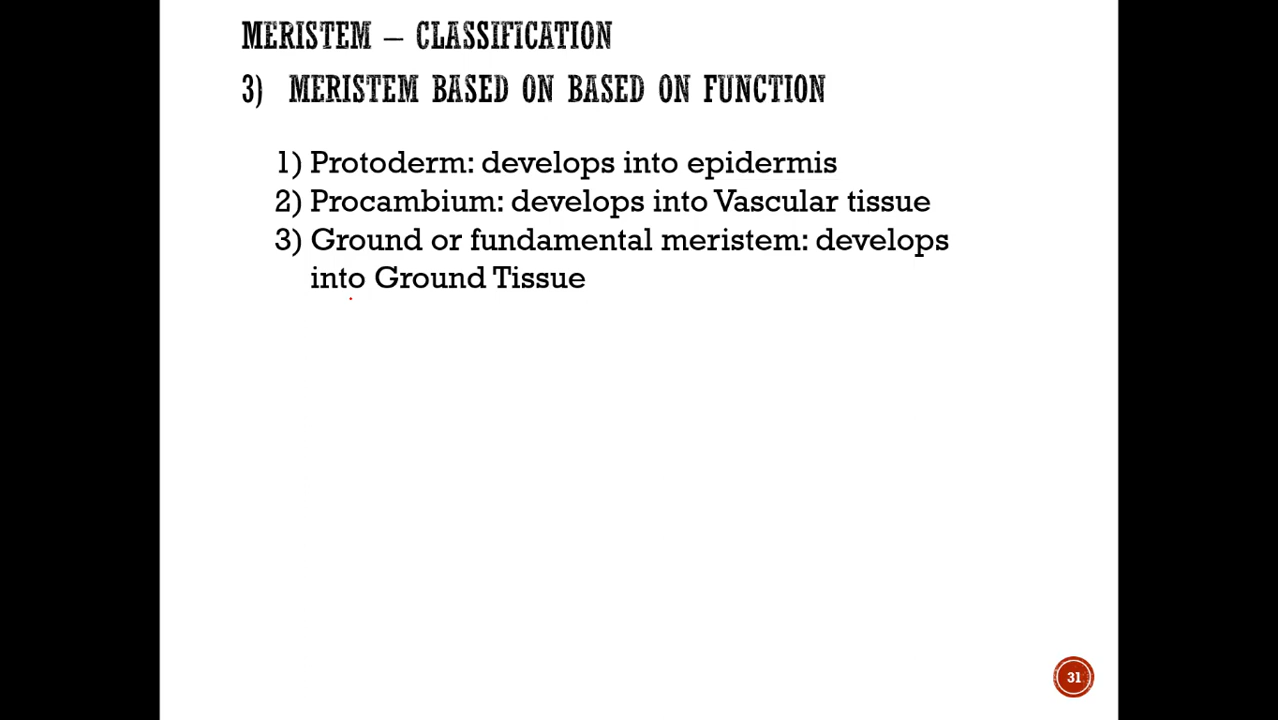 MERISTEM – CLASSIFICATION
3) MERISTEM BASED ON BASED ON FUNCTION
1) Protoderm: develops into epidermis
2) Procambium: develops into Vascular tissue
3) Ground or fundamental meristem: develops
into Ground Tissue
31